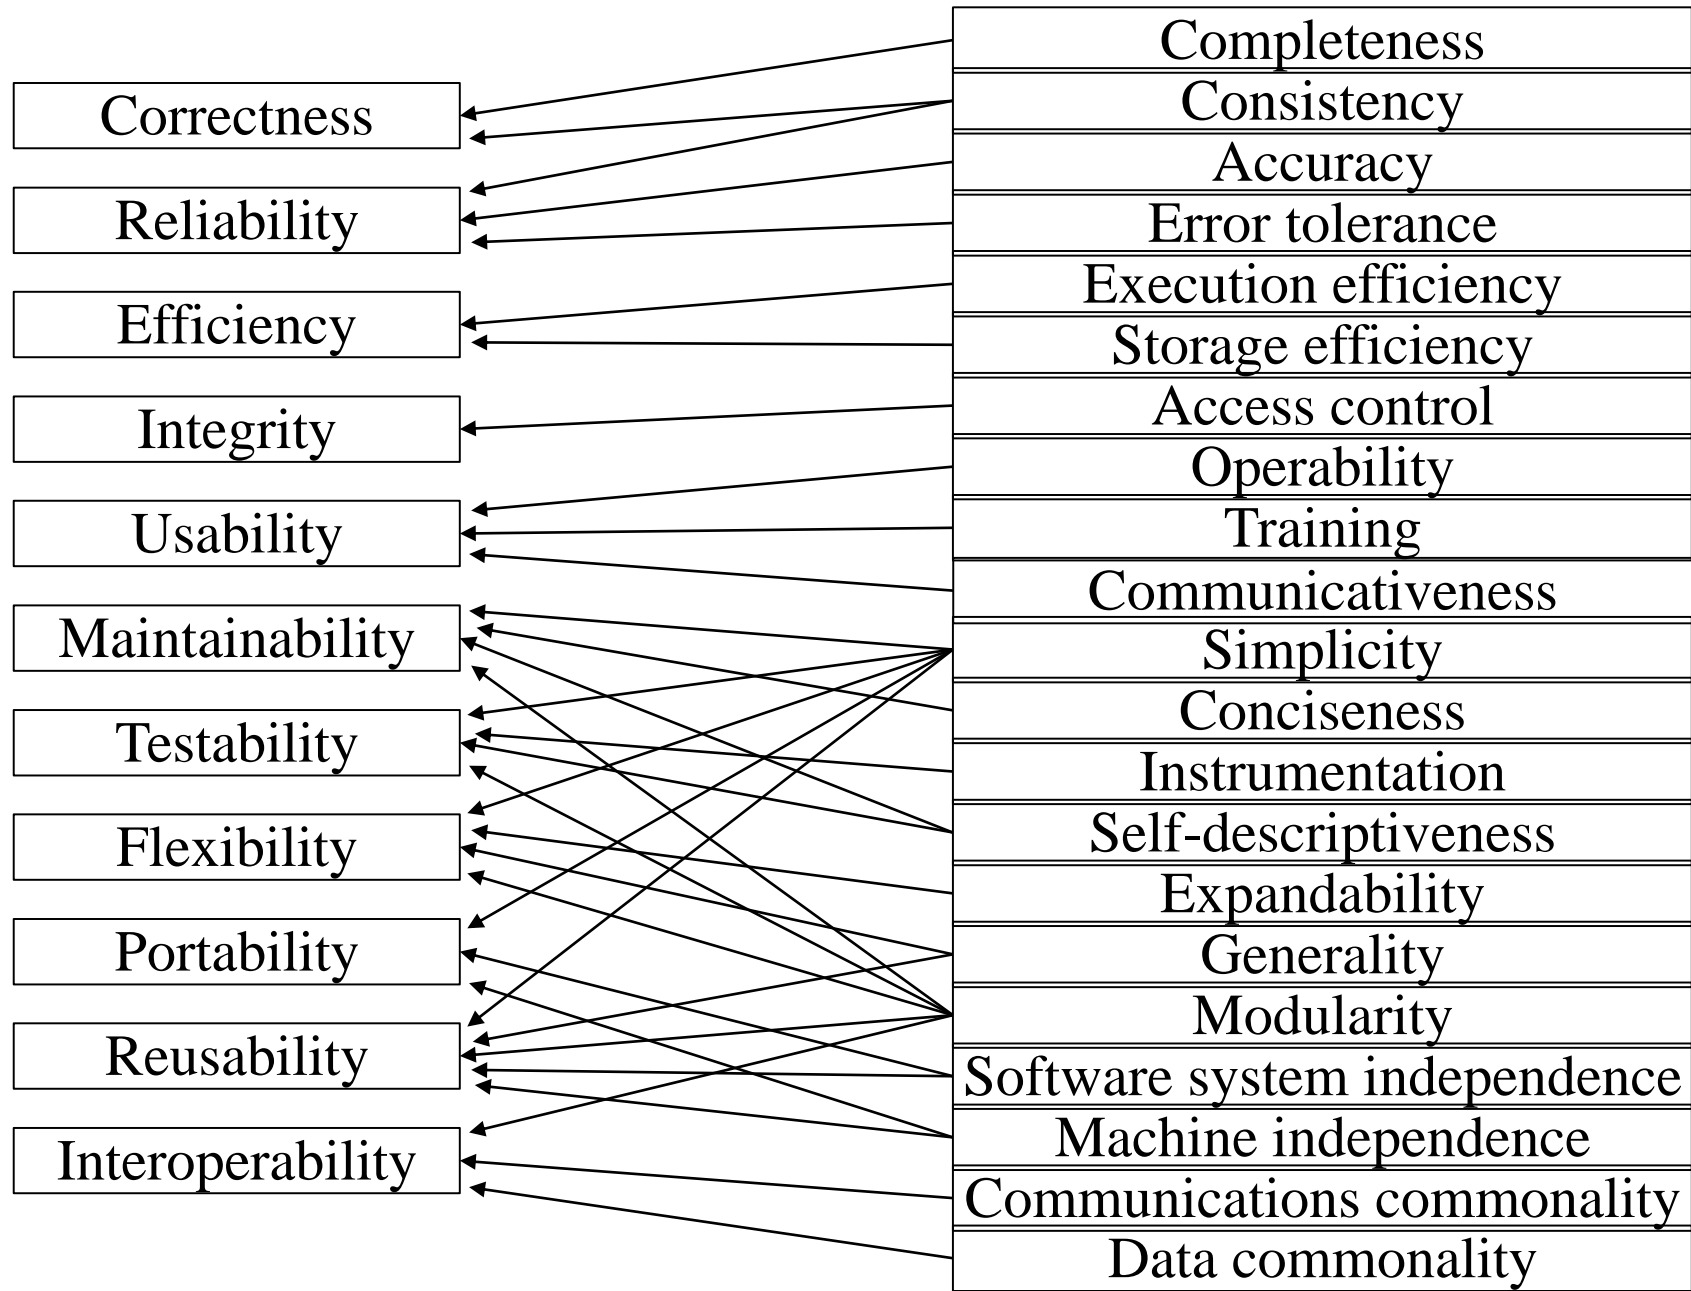 Correctness
Reliability
Efficiency
Integrity
Usability
Maintainability
Testability
Flexibility
Portability
Reusability
Interoperability
Completeness
Consistency
Accuracy
Error tolerance
Execution efficiency
Storage efficiency
Access control
Operability
Training
Communicativeness
Simplicity
Conciseness
Instrumentation
Self-descriptiveness
Expandability
Generality
Modularity
Software system independence
Machine independence
Communications commonality
Data commonality